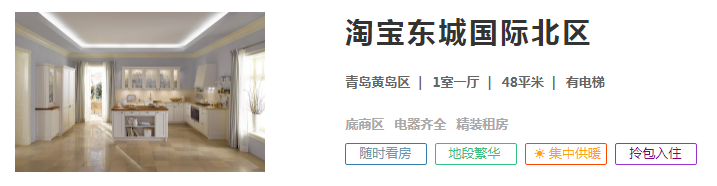 淘宝东城国际北区
青岛黄岛区 | 1室一厅 | 48平米 | 有电梯
底商区 电器齐全 精装租房
随时看房 地段繁华 ☀ 集中供暖 拎包入住